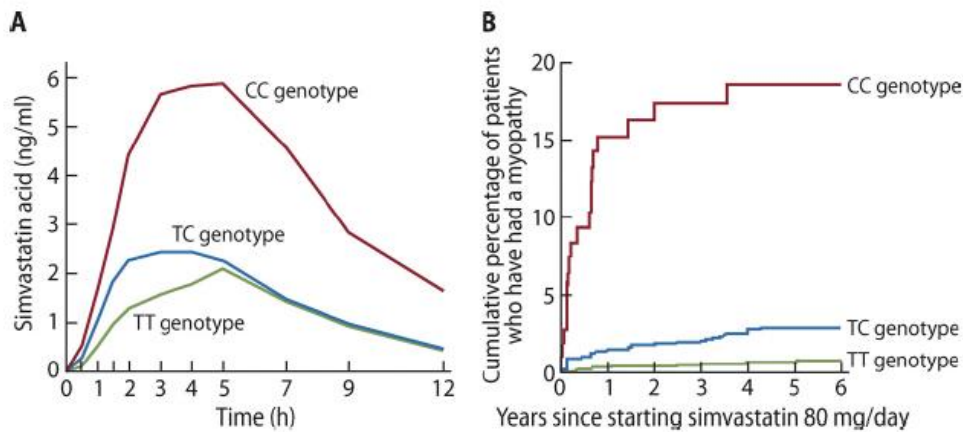 A
6
5
4
3
2
1
0
Simvastatin acid (ng/ml)
CC genotype
TC genotype
TT genotype
0 1 2 3 4 5 7 9 12
Time (h)
B
20
15
10
5
0
Cumulative percentage of patients
who have had a myopathy
CC genotype
TC genotype
TT genotype
0 1 2 3 4 5 6
Years since starting simvastatin 80 mg/day